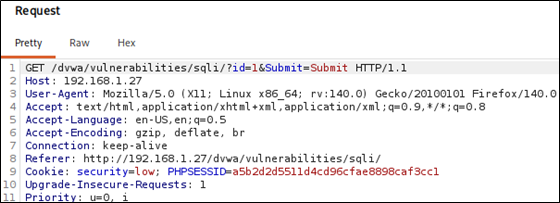 Request
Pretty Raw Hex
1 GET /dvwa/vulnerabilities/sqli/?id=1&Submit=Submit HTTP/1.1
2 Host: 192.168.1.27
3 User-Agent: Mozilla/5.0 (X11; Linux x86_64; rv:140.0) Gecko/20100101 Firefox/140.0
4 Accept: text/html,application/xhtml+xml,application/xml;q=0.9,*/*;q=0.8
5 Accept-Language: en-US,en;q=0.5
6 Accept-Encoding: gzip, deflate, br
7 Connection: keep-alive
8 Referer: http://192.168.1.27/dvwa/vulnerabilities/sqli/
9 Cookie: security=low; PHPSESSID=a5b2d2d5511d4cd96cfae8898caf3cc1
10 Upgrade-Insecure-Requests: 1
11 Priority: u=0, i